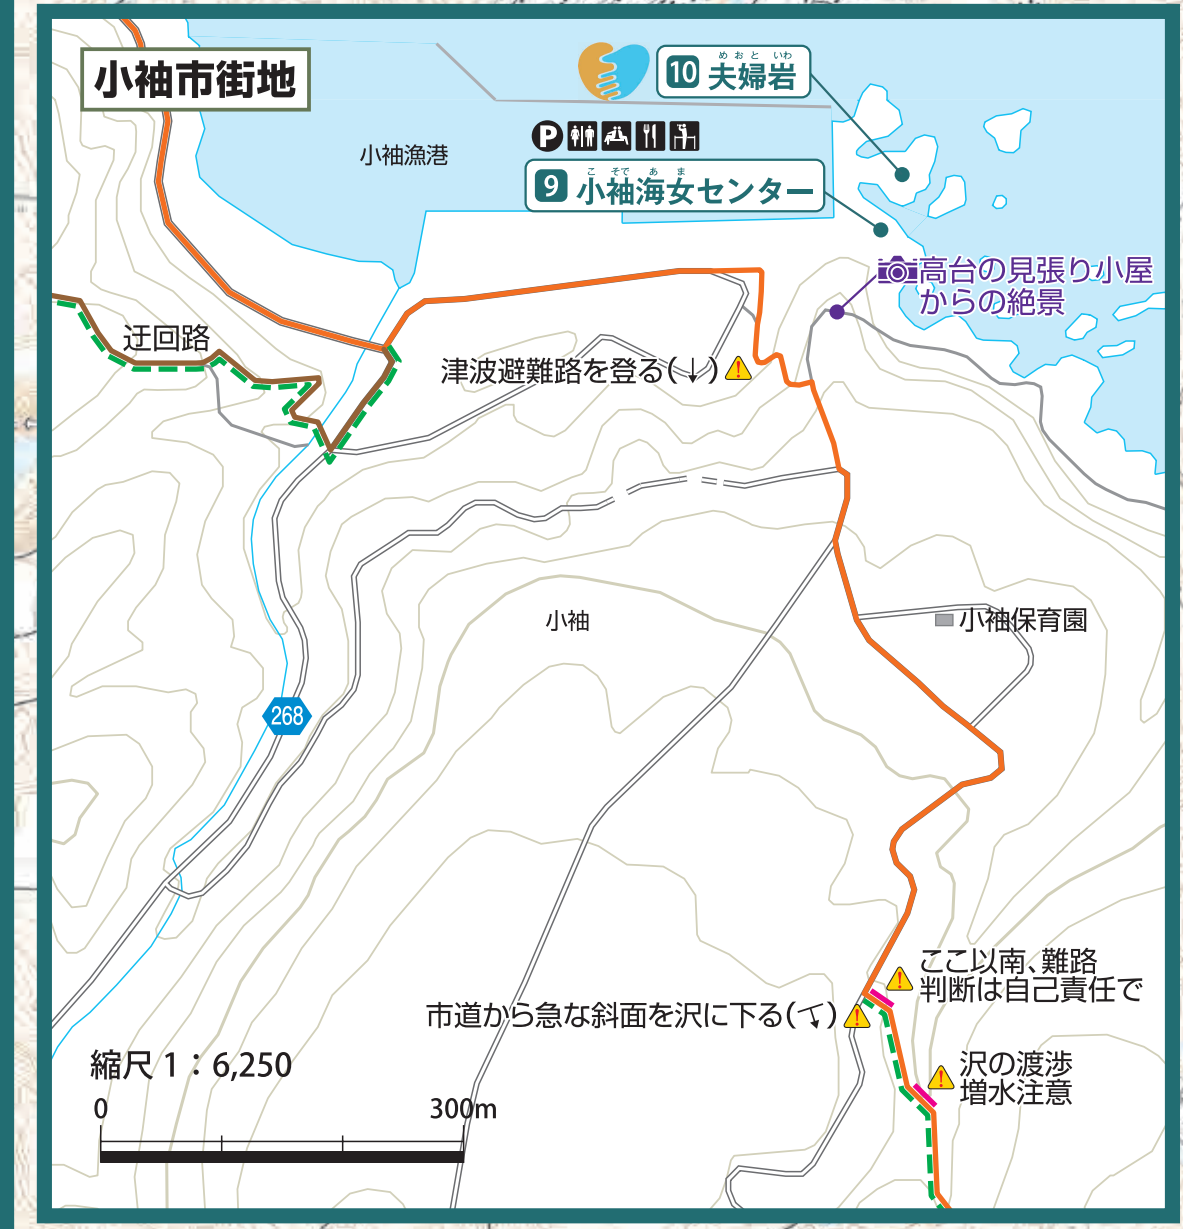 小袖市街地
めおといわ
10 夫婦岩
小袖漁港
P
こそであま
9 小袖海女センター
高台の見張り小屋
からの絶景
迂回路
津波避難路を登る(↓)
小袖
小袖保育園
268
ここ以南、難路
判断は自己責任で
市道から急な斜面を沢に下る()
沢の渡渉
増水注意
縮尺 1：6,250
0 300m